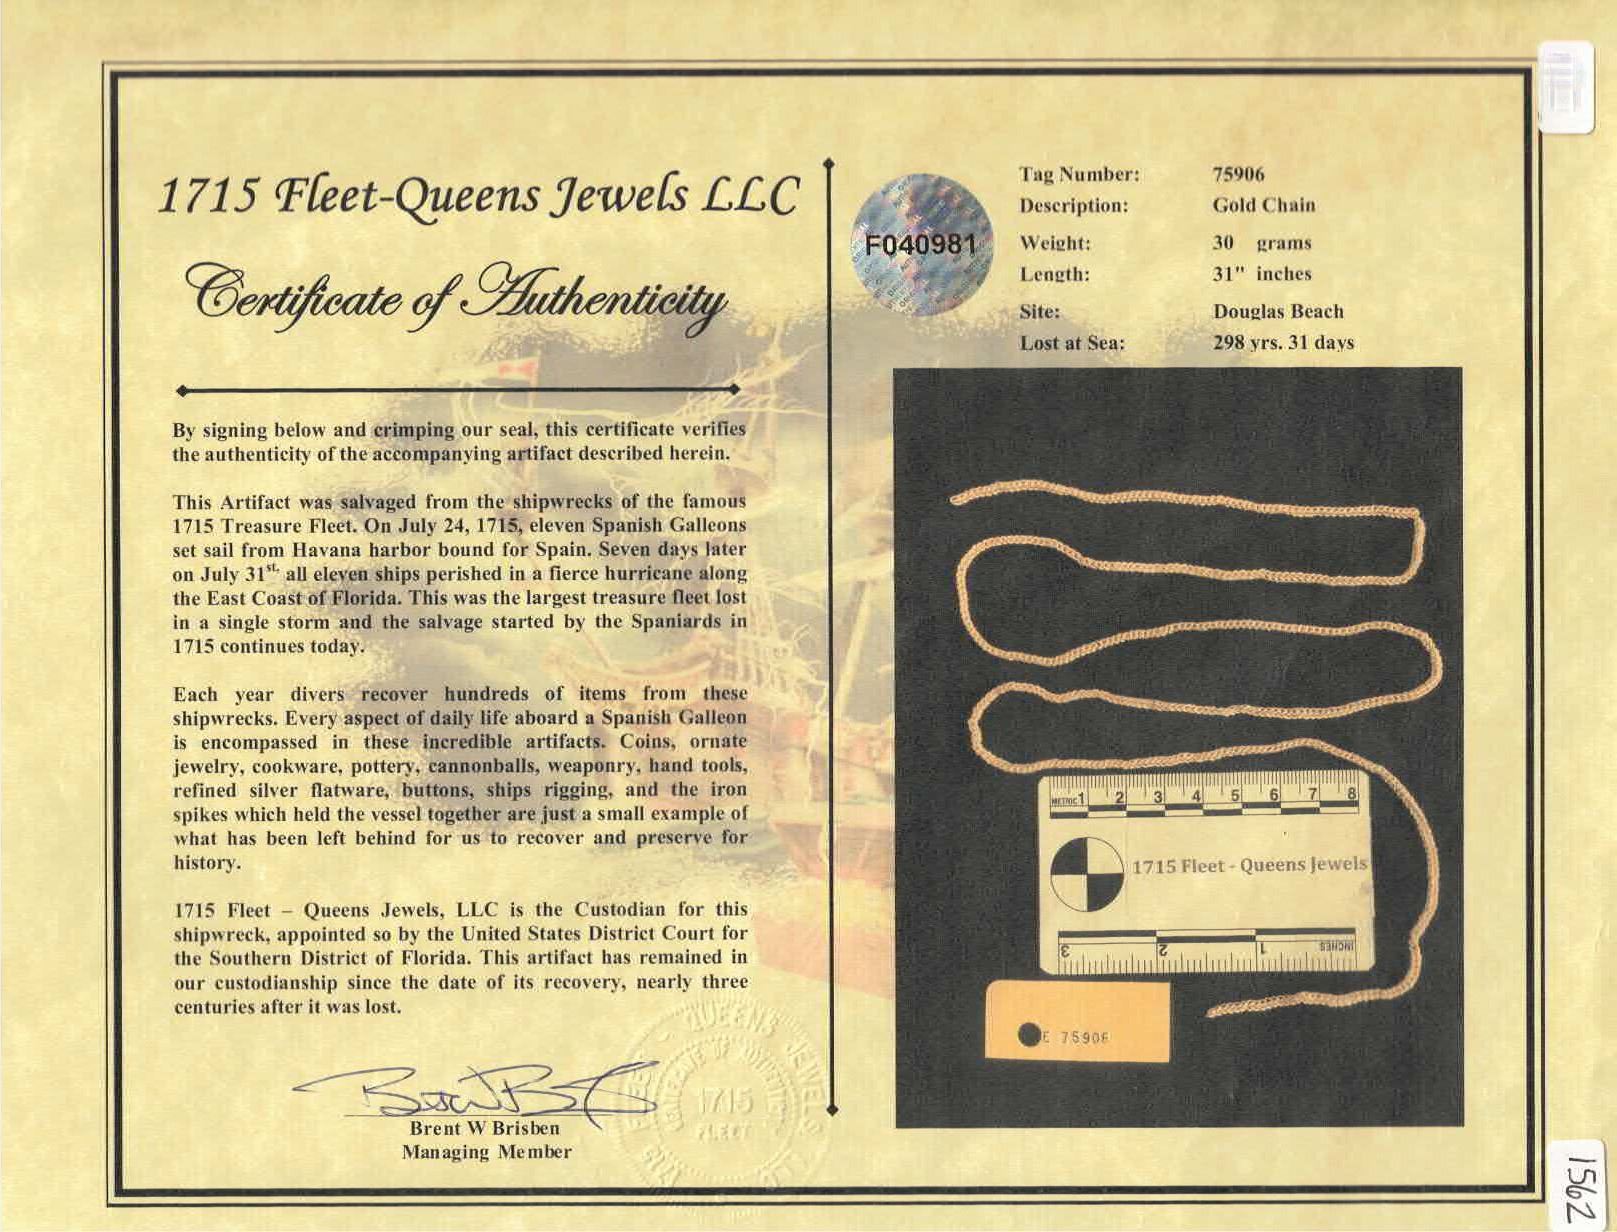 1715 Fleet-Queens Jewels LLC
Certificate of Authenticity
By signing below and crimping our seal, this certificate verifies
the authenticity of the accompanying artifact described herein.
This Artifact was salvaged from the shipwrecks of the famous
1715 Treasure Fleet. On July 24, 1715, eleven Spanish Galleons
set sail from Havana harbor bound for Spain. Seven days later
on July 31st, all eleven ships perished in a fierce hurricane along
the East Coast of Florida. This was the largest treasure fleet lost
in a single storm and the salvage started by the Spaniards in
1715 continues today.
Each year divers recover hundreds of items from these
shipwrecks. Every aspect of daily life aboard a Spanish Galleon
is encompassed in these incredible artifacts. Coins, ornate
jewelry, cookware, pottery, cannonballs, weaponry, hand tools,
refined silver flatware, buttons, ships rigging, and the iron
spikes which held the vessel together are just a small example of
what has been left behind for us to recover and preserve for
history.
1715 Fleet – Queens Jewels, LLC is the Custodian for this
shipwreck, appointed so by the United States District Court for
the Southern District of Florida. This artifact has remained in
our custodianship since the date of its recovery, nearly three
centuries after it was lost.
Brent W Brisben
Managing Member
QUEENS JEWELS
1715
FLEET
F040981
Tag Number: 75906
Description: Gold Chain
Weight: 30 grams
Length: 31" inches
Site: Douglas Beach
Lost at Sea: 298 yrs. 31 days
METRIC 1 2 3 4 5 6 7 8
1715 Fleet - Queens Jewels
3 2 1 INCHES
E 75906
1562